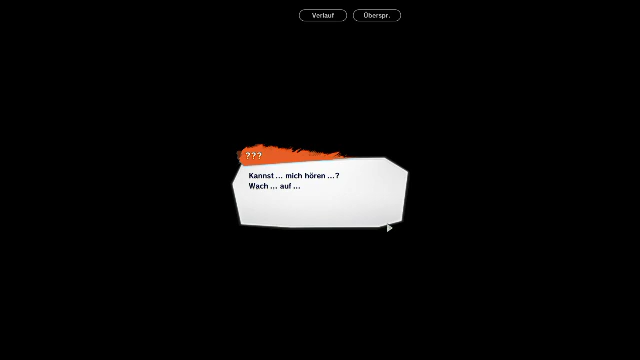 Verlauf
Überspr.
???
Kannst ... mich hören ...?
Wach ... auf ...